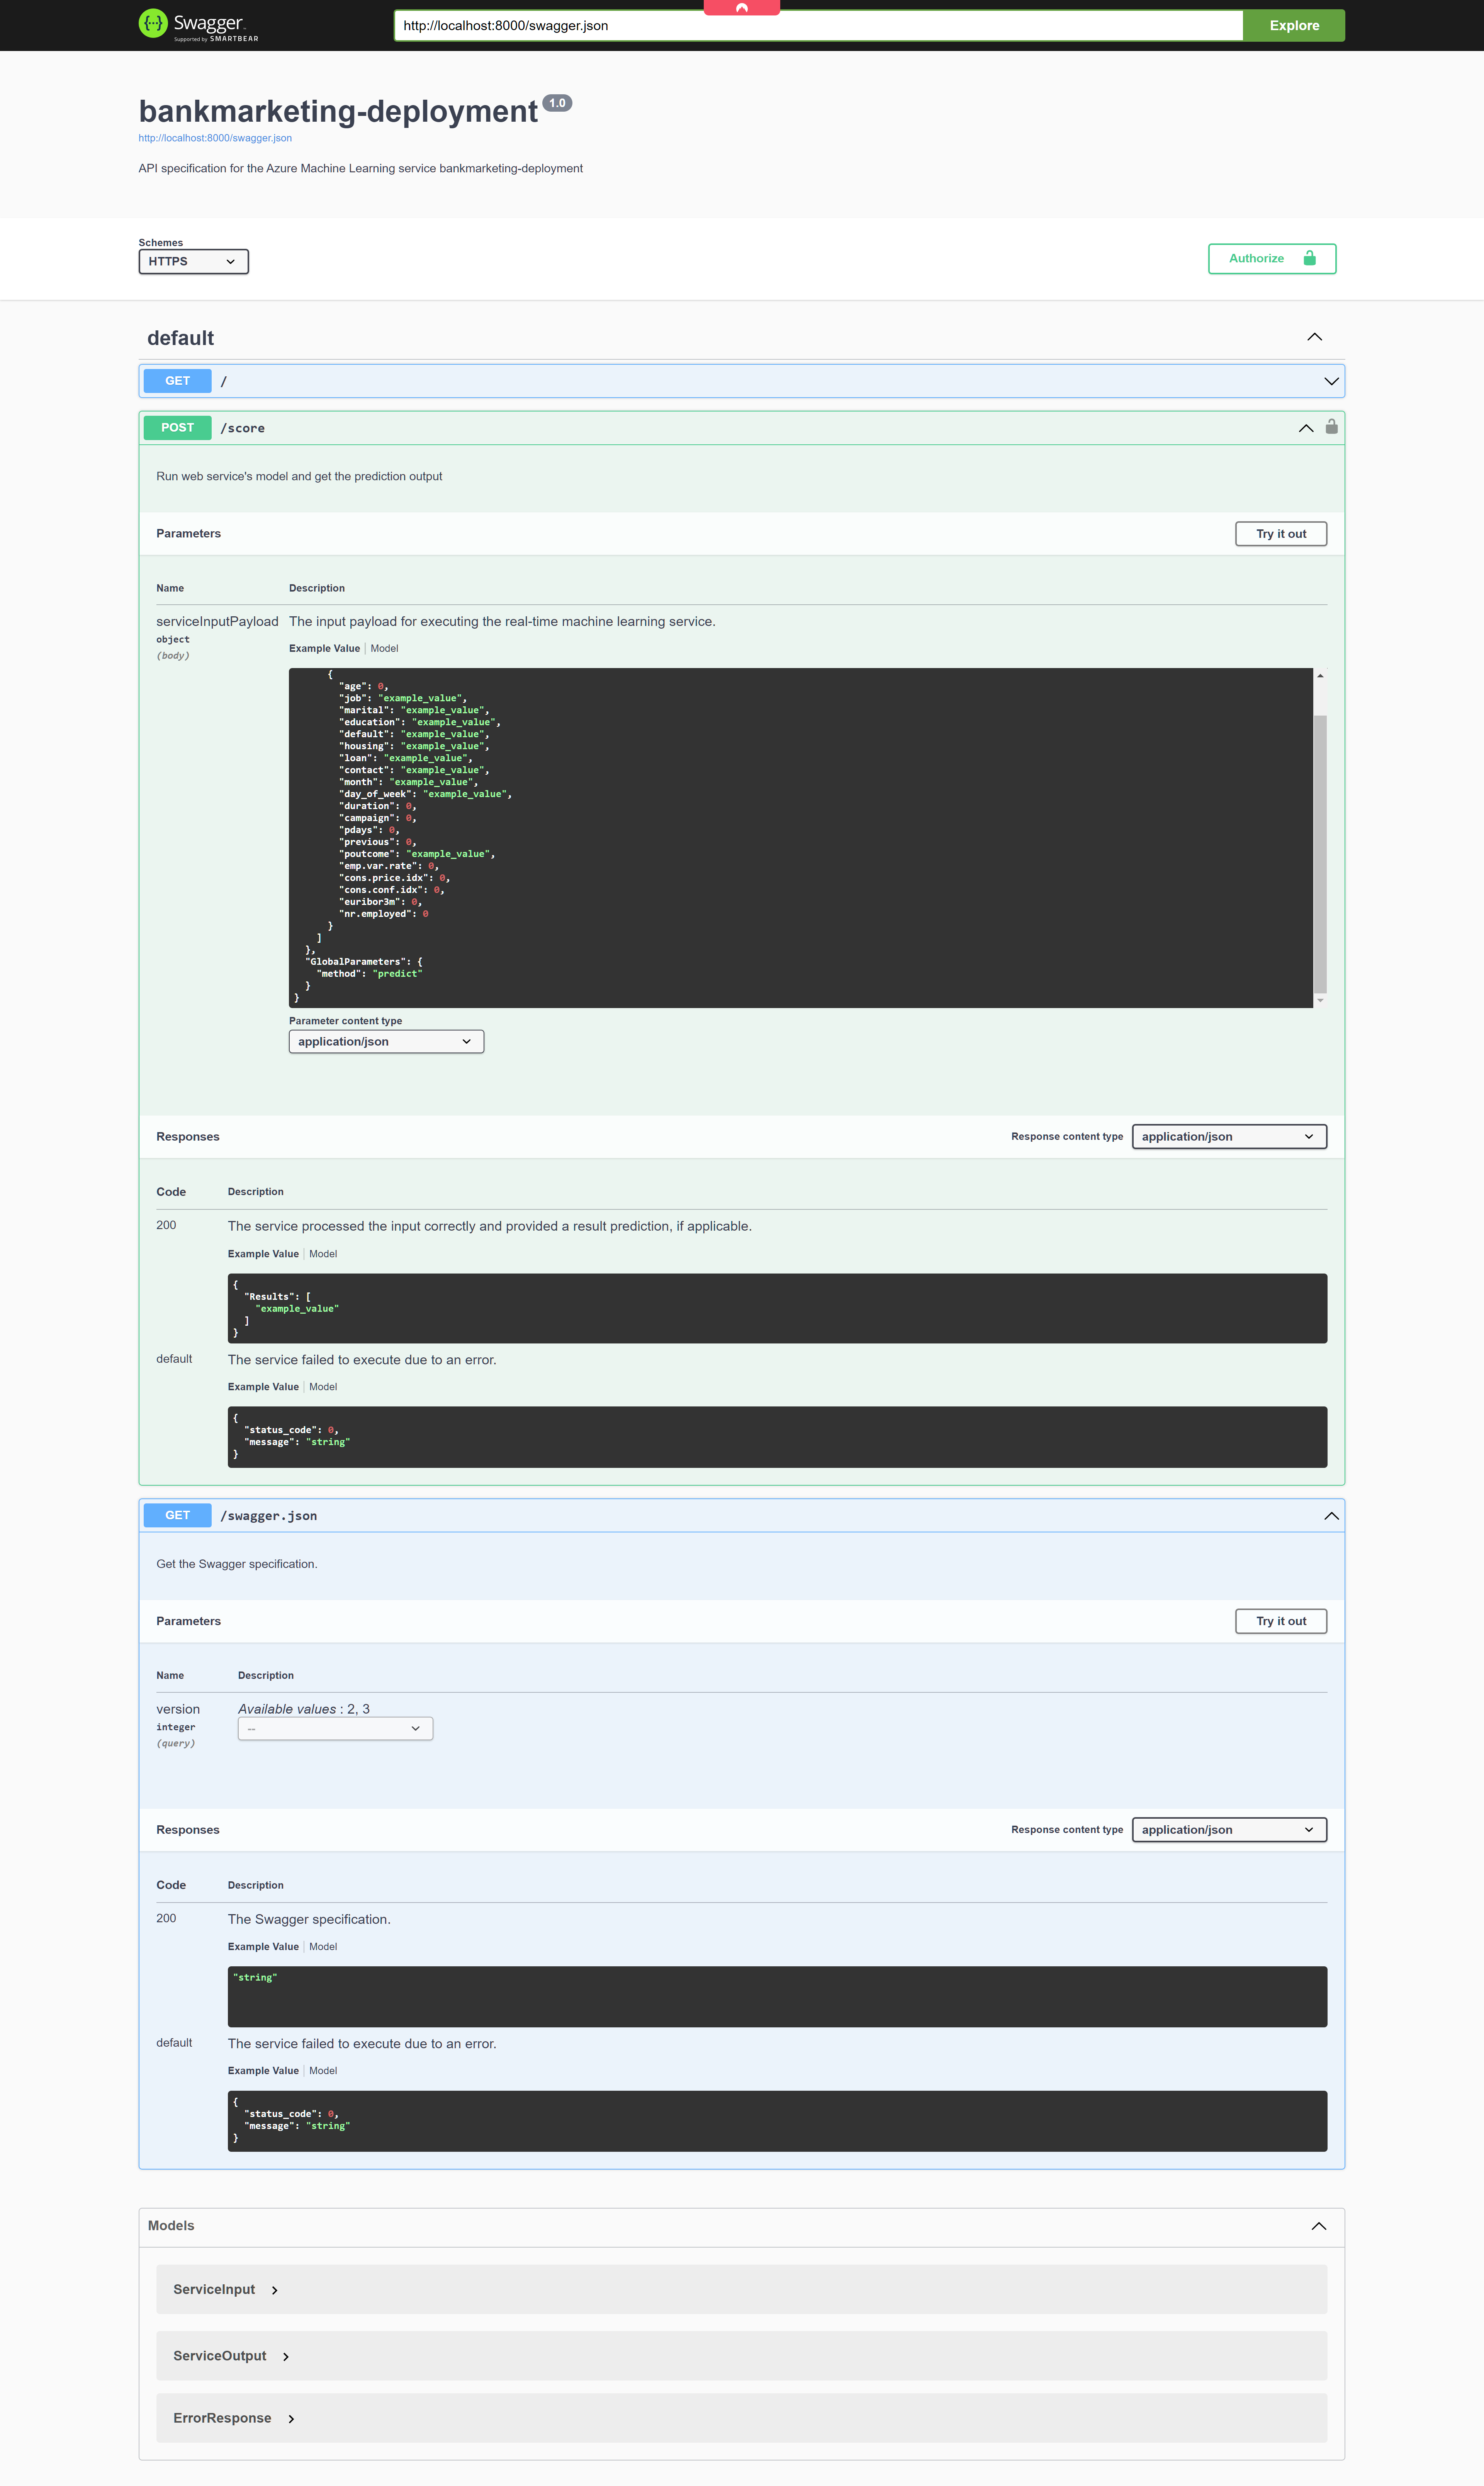 Swagger
Supported by SMARTBEAR
http://localhost:8000/swagger.json
Explore
bankmarketing-deployment 1.0
http://localhost:8000/swagger.json
API specification for the Azure Machine Learning service bankmarketing-deployment
Schemes
HTTPS
Authorize
default
GET /
POST /score
Run web service's model and get the prediction output
Parameters
Try it out
Name Description
serviceInputPayload The input payload for executing the real-time machine learning service.
object
(body)
Example Value Model
{
"age": 0,
"job": "example_value",
"marital": "example_value",
"education": "example_value",
"default": "example_value",
"housing": "example_value",
"loan": "example_value",
"contact": "example_value",
"month": "example_value",
"day_of_week": "example_value",
"duration": 0,
"campaign": 0,
"pdays": 0,
"previous": 0,
"poutcome": "example_value",
"emp.var.rate": 0,
"cons.price.idx": 0,
"cons.conf.idx": 0,
"euribor3m": 0,
"nr.employed": 0
}
]
},
"GlobalParameters": {
"method": "predict"
}
}
Parameter content type
application/json
Responses
Response content type application/json
Code Description
200 The service processed the input correctly and provided a result prediction, if applicable.
Example Value Model
{
"Results": [
"example_value"
]
}
default The service failed to execute due to an error.
Example Value Model
{
"status_code": 0,
"message": "string"
}
GET /swagger.json
Get the Swagger specification.
Parameters
Try it out
Name Description
version Available values : 2, 3
integer --
(query)
Responses
Response content type application/json
Code Description
200 The Swagger specification.
Example Value Model
"string"
default The service failed to execute due to an error.
Example Value Model
{
"status_code": 0,
"message": "string"
}
Models
ServiceInput
ServiceOutput
ErrorResponse